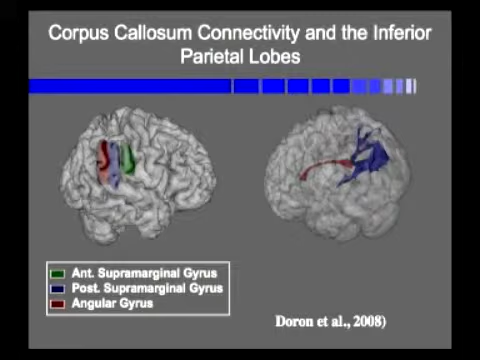 Corpus Callosum Connectivity and the Inferior
Parietal Lobes
Ant. Supramarginal Gyrus
Post. Supramarginal Gyrus
Angular Gyrus
Doron et al., 2008)